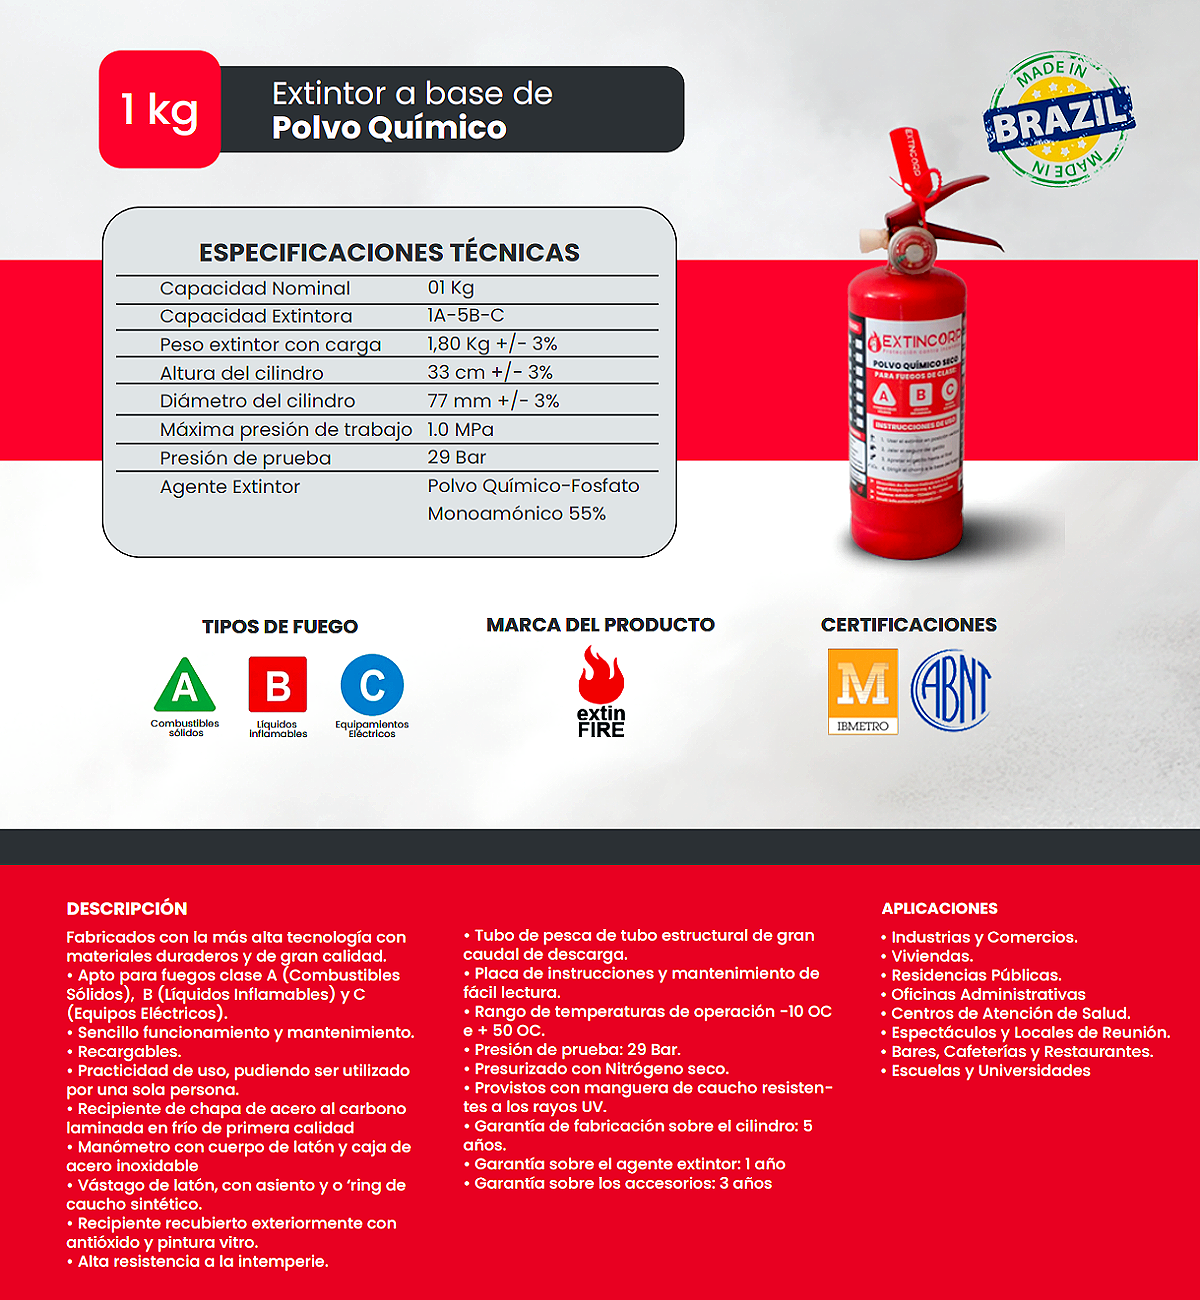 1 kg
Extintor a base de
Polvo Químico
MADE IN
BRAZIL
MADE IN
ESPECIFICACIONES TÉCNICAS
Capacidad Nominal 01 Kg
Capacidad Extintora 1A-5B-C
Peso extintor con carga 1,80 Kg +/- 3%
Altura del cilindro 33 cm +/- 3%
Diámetro del cilindro 77 mm +/- 3%
Máxima presión de trabajo 1.0 MPa
Presión de prueba 29 Bar
Agente Extintor Polvo Químico-Fosfato
Monoamónico 55%
EXTINCORP
POLVO QUÍMICO SECO
PARA FUEGOS DE CLASE:
A B C
INSTRUCCIONES DE USO
TIPOS DE FUEGO
A
Combustibles
sólidos
B
Líquidos
inflamables
C
Equipamientos
Eléctricos
MARCA DEL PRODUCTO
extin
FIRE
CERTIFICACIONES
M
IBMETRO
ABNT
DESCRIPCIÓN
Fabricados con la más alta tecnología con
materiales duraderos y de gran calidad.
• Apto para fuegos clase A (Combustibles
Sólidos),  B (Líquidos Inflamables) y C
(Equipos Eléctricos).
• Sencillo funcionamiento y mantenimiento.
• Recargables.
• Practicidad de uso, pudiendo ser utilizado
por una sola persona.
• Recipiente de chapa de acero al carbono
laminada en frío de primera calidad
• Manómetro con cuerpo de latón y caja de
acero inoxidable
• Vástago de latón, con asiento y o ‘ring de
caucho sintético.
• Recipiente recubierto exteriormente con
antióxido y pintura vitro.
• Alta resistencia a la intemperie.
• Tubo de pesca de tubo estructural de gran
caudal de descarga.
• Placa de instrucciones y mantenimiento de
fácil lectura.
• Rango de temperaturas de operación -10 OC
e + 50 OC.
• Presión de prueba: 29 Bar.
• Presurizado con Nitrógeno seco.
• Provistos con manguera de caucho resisten-
tes a los rayos UV.
• Garantía de fabricación sobre el cilindro: 5
años.
• Garantía sobre el agente extintor: 1 año
• Garantía sobre los accesorios: 3 años
APLICACIONES
• Industrias y Comercios.
• Viviendas.
• Residencias Públicas.
• Oficinas Administrativas
• Centros de Atención de Salud.
• Espectáculos y Locales de Reunión.
• Bares, Cafeterías y Restaurantes.
• Escuelas y Universidades